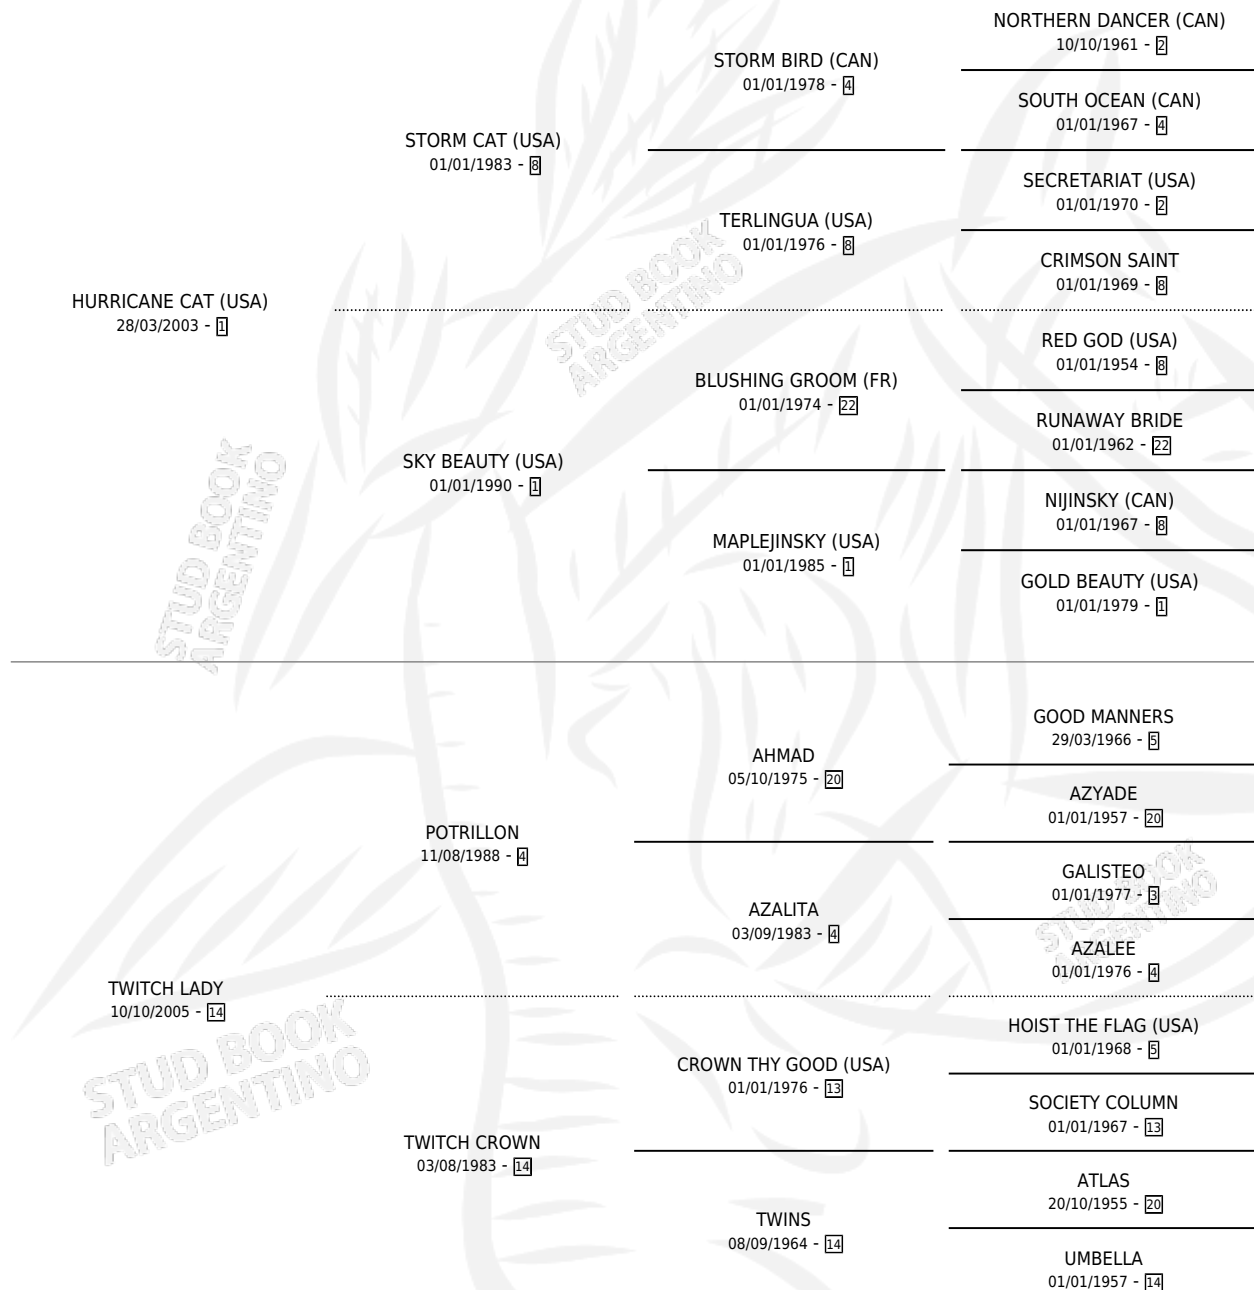 NORTHERN DANCER (CAN)
10/10/1961 - 2
STORM BIRD (CAN)
01/01/1978 - 4
SOUTH OCEAN (CAN)
01/01/1967 - 4
STORM CAT (USA)
01/01/1983 - 8
SECRETARIAT (USA)
01/01/1970 - 2
TERLINGUA (USA)
01/01/1976 - 8
CRIMSON SAINT
01/01/1969 - 8
HURRICANE CAT (USA)
28/03/2003 - 1
RED GOD (USA)
01/01/1954 - 8
BLUSHING GROOM (FR)
01/01/1974 - 22
RUNAWAY BRIDE
01/01/1962 - 22
SKY BEAUTY (USA)
01/01/1990 - 1
NIJINSKY (CAN)
01/01/1967 - 8
MAPLEJINSKY (USA)
01/01/1985 - 1
GOLD BEAUTY (USA)
01/01/1979 - 1
GOOD MANNERS
29/03/1966 - 5
AHMAD
05/10/1975 - 20
AZYADE
01/01/1957 - 20
POTRILLON
11/08/1988 - 4
GALISTEO
01/01/1977 - 3
AZALITA
03/09/1983 - 4
AZALEE
01/01/1976 - 4
TWITCH LADY
10/10/2005 - 14
HOIST THE FLAG (USA)
01/01/1968 - 5
CROWN THY GOOD (USA)
01/01/1976 - 13
SOCIETY COLUMN
01/01/1967 - 13
TWITCH CROWN
03/08/1983 - 14
ATLAS
20/10/1955 - 20
TWINS
08/09/1964 - 14
UMBELLA
01/01/1957 - 14
STUD BOOK
ARGENTINO
STUD BOOK
ARGENTINO
STUD BOOK
ARGENTINO
STUD BOOK
ARGENTINO